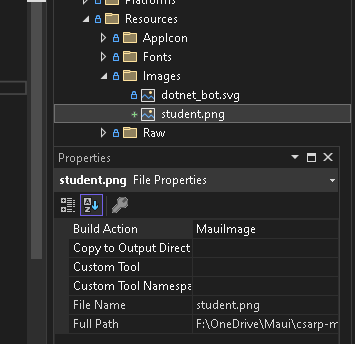 Platforms
Resources
AppIcon
Fonts
Images
dotnet_bot.svg
student.png
Raw
Properties
student.png File Properties
Build Action MauiImage
Copy to Output Direct
Custom Tool
Custom Tool Namespa
File Name student.png
Full Path F:\OneDrive\Maui\csarp-m